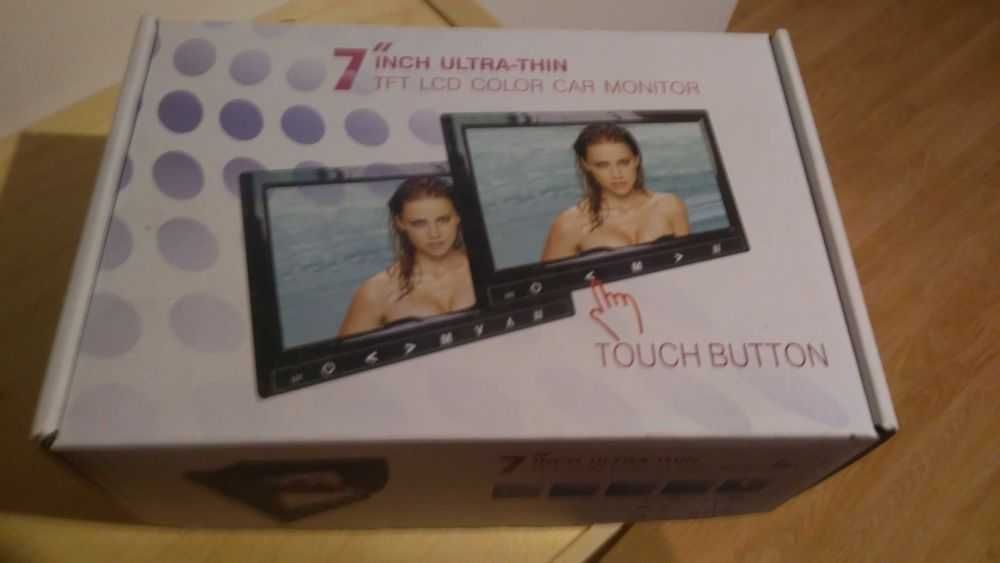 7" INCH ULTRA-THIN
TFT LCD COLOR CAR MONITOR
TOUCH BUTTON
7" INCH ULTRA-THIN